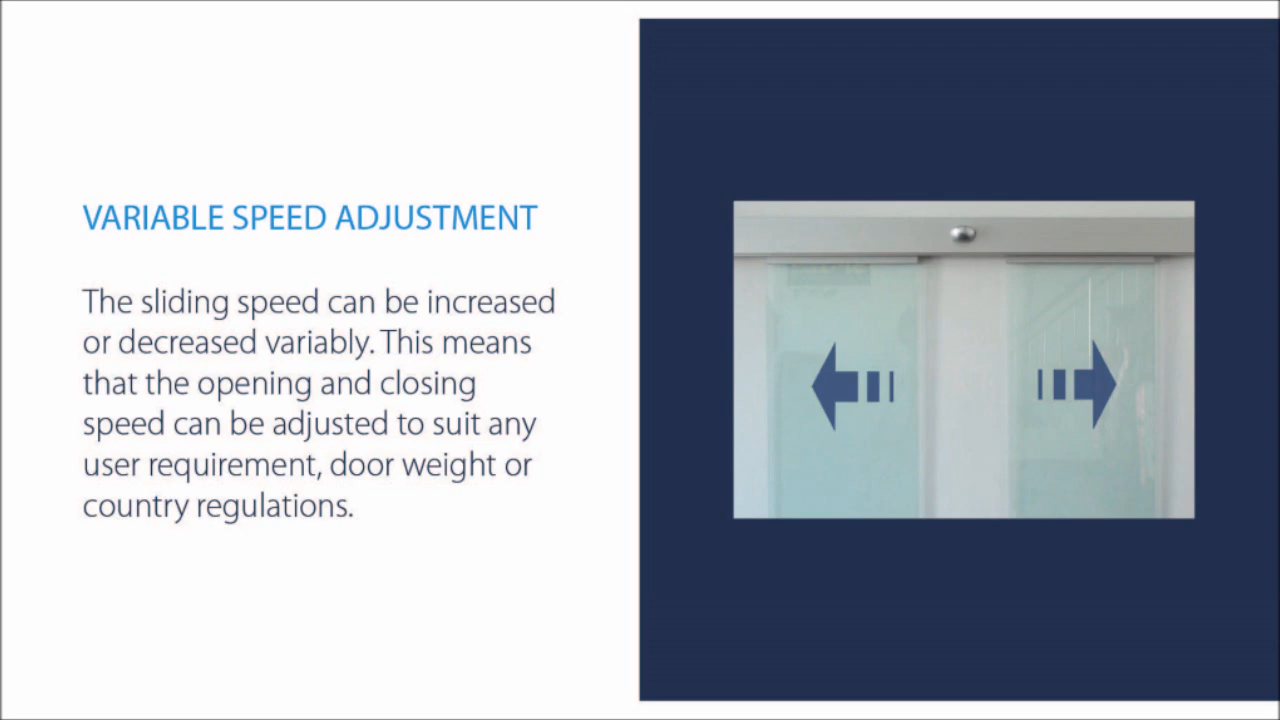 VARIABLE SPEED ADJUSTMENT
The sliding speed can be increased
or decreased variably. This means
that the opening and closing
speed can be adjusted to suit any
user requirement, door weight or
country regulations.